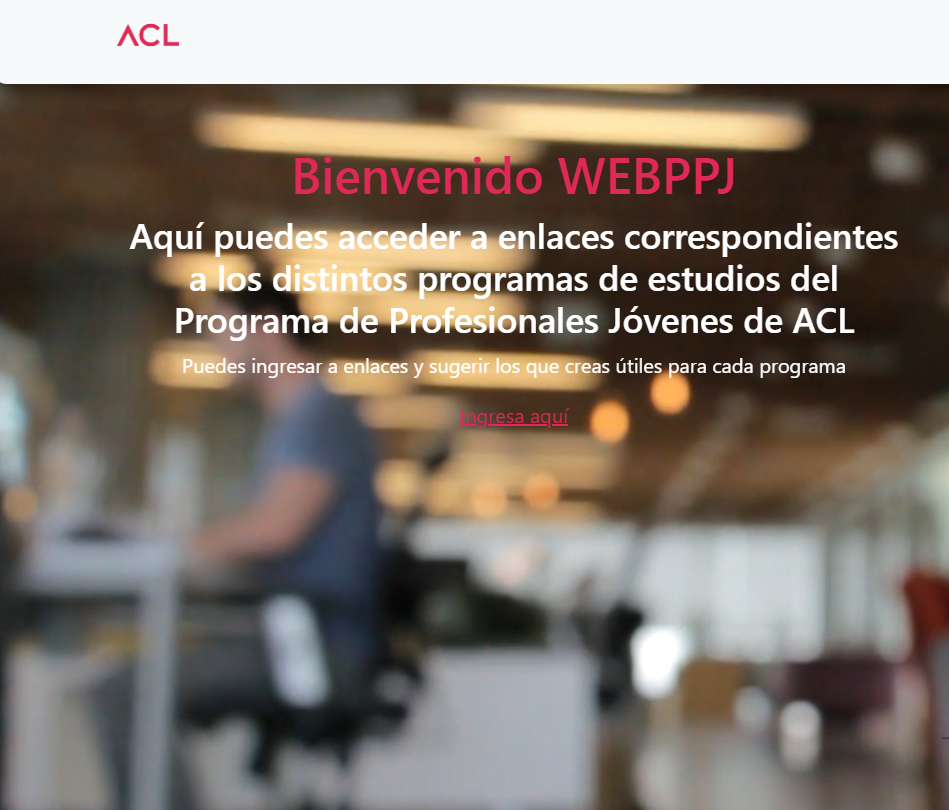 ACL
Bienvenido WEBPPJ
Aquí puedes acceder a enlaces correspondientes
a los distintos programas de estudios del
Programa de Profesionales Jóvenes de ACL
Puedes ingresar a enlaces y sugerir los que creas útiles para cada programa
Ingresa aquí